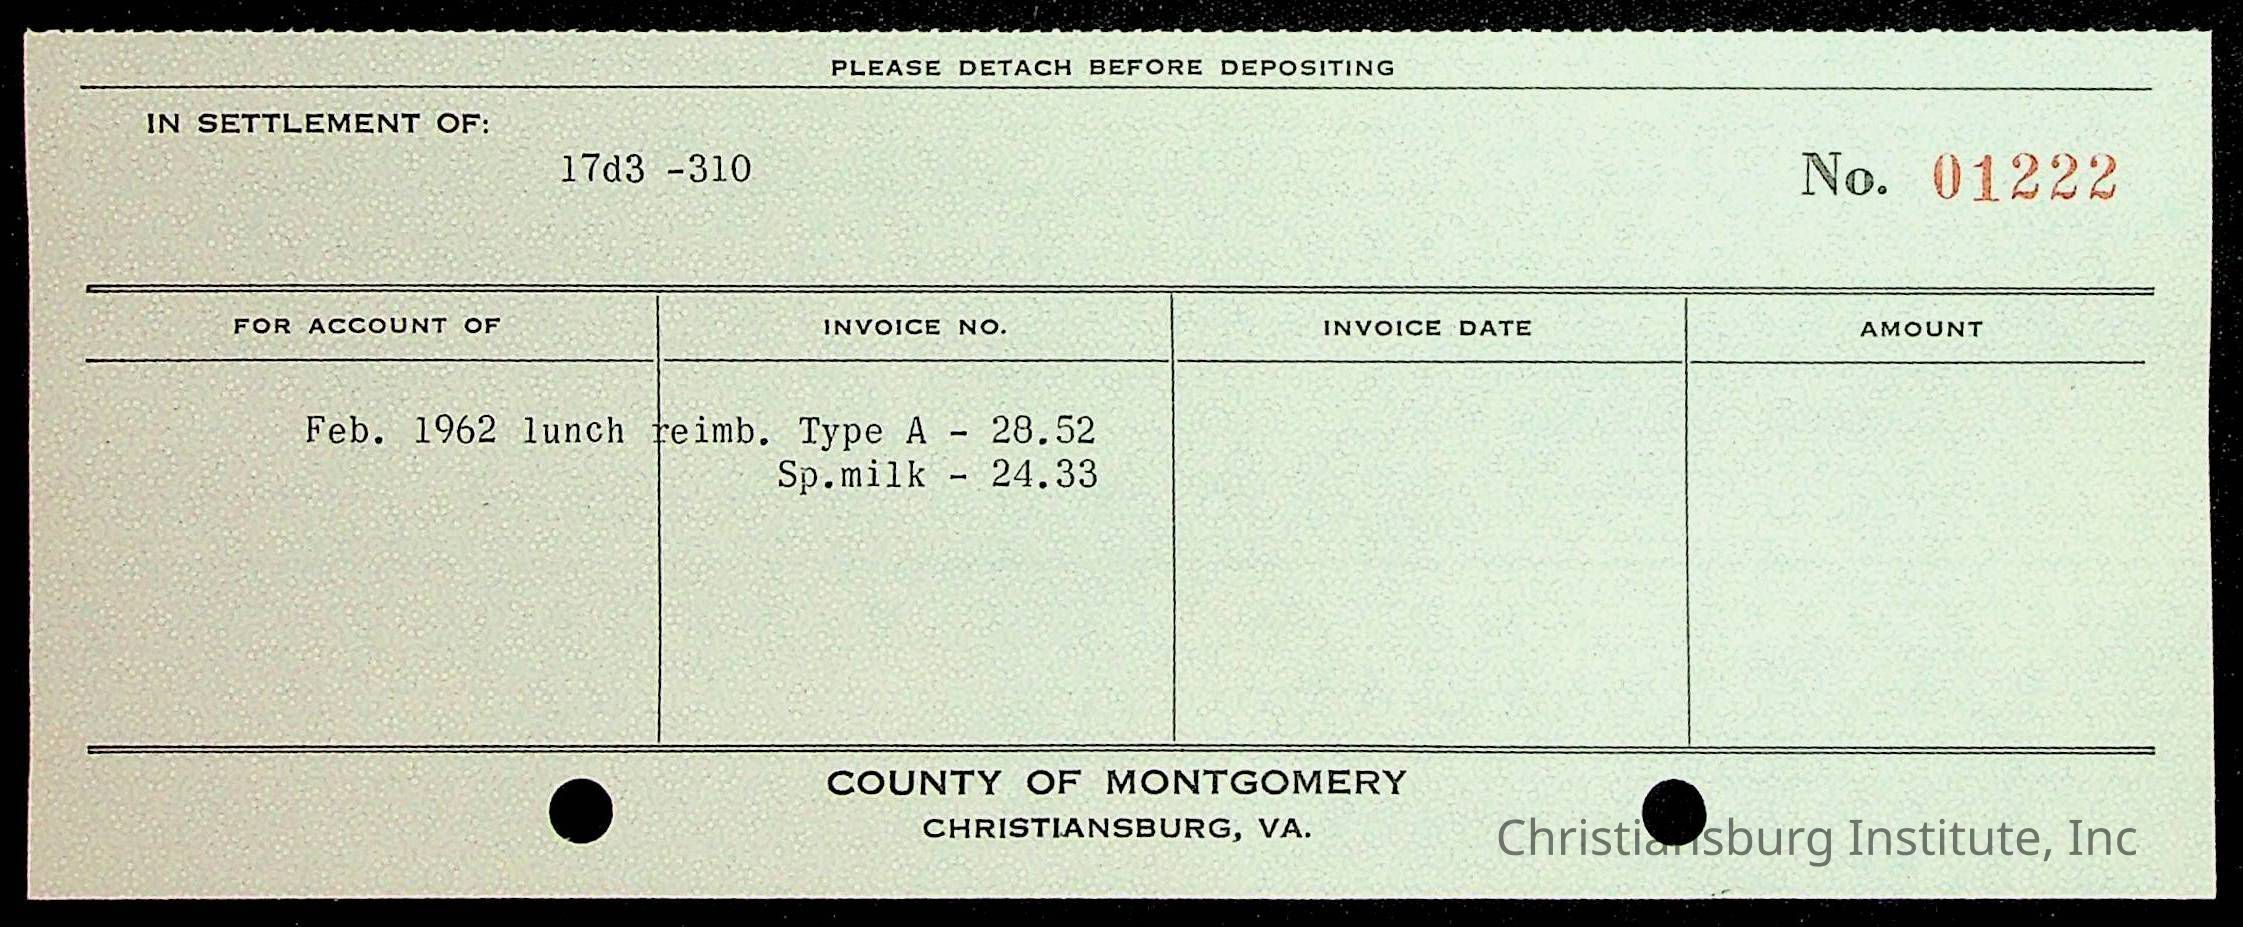 PLEASE DETACH BEFORE DEPOSITING
IN SETTLEMENT OF:
17d3 -310
No. 01222
FOR ACCOUNT OF INVOICE NO. INVOICE DATE AMOUNT
Feb. 1962 lunch reimb. Type A - 28.52
Sp.milk - 24.33
COUNTY OF MONTGOMERY
CHRISTIANSBURG, VA.
Christiansburg Institute, Inc